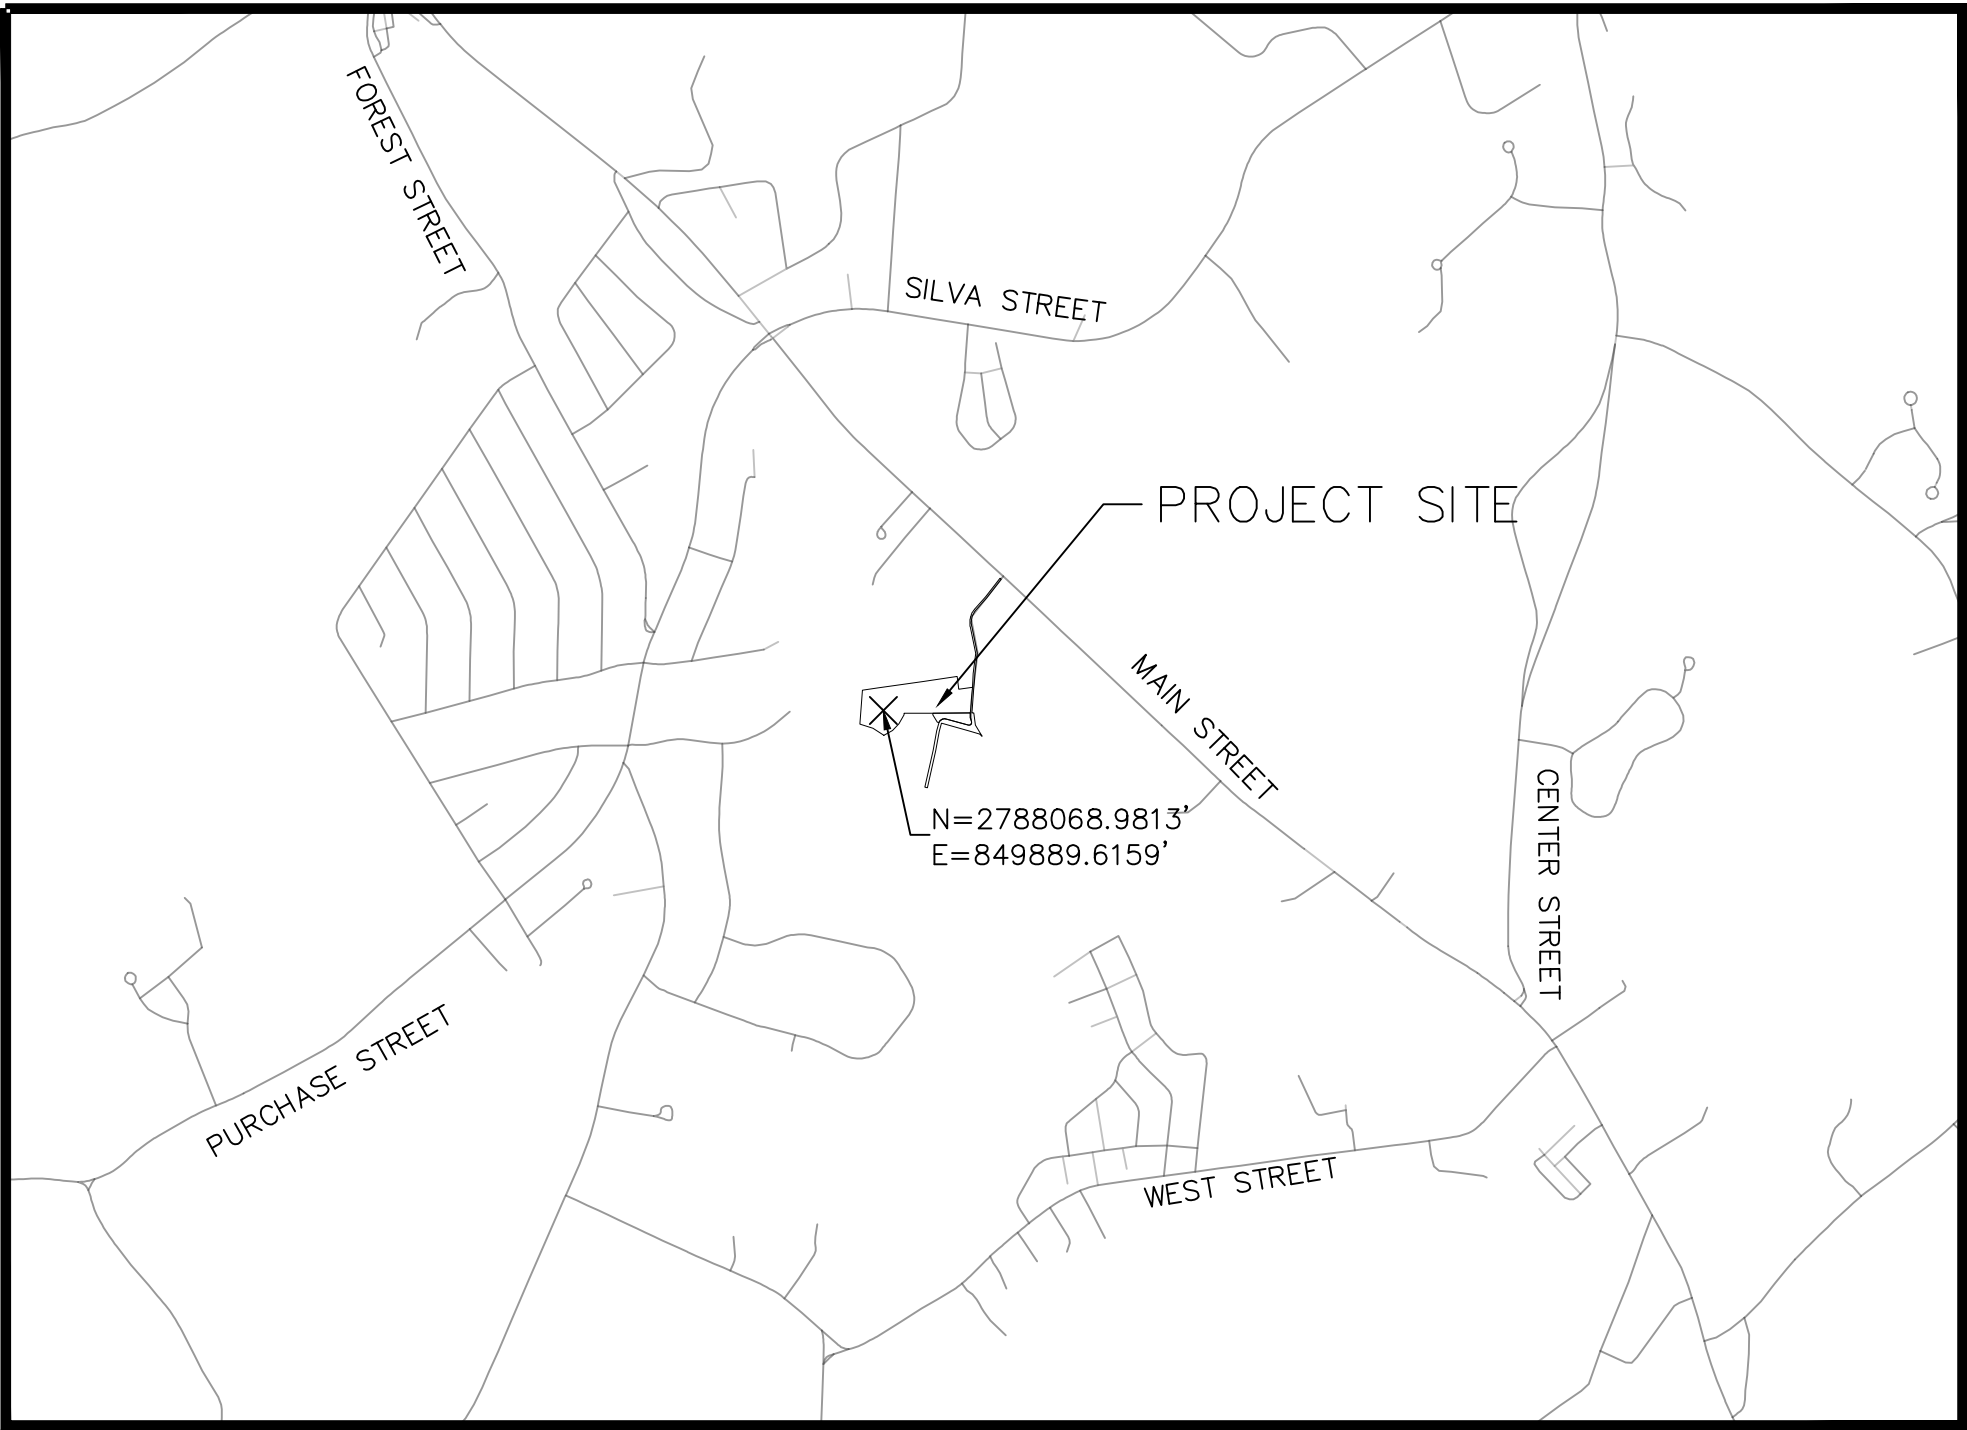 FOREST STREET
SILVA STREET
PROJECT SITE
MAIN STREET
CENTER STREET
N=2788068.9813'
E=849889.6159'
PURCHASE STREET
WEST STREET